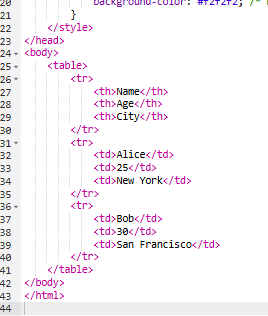 20 background-color: #f2f2f2; /*
21 }
22 </style>
23 </head>
24 <body>
25 <table>
26 <tr>
27 <th>Name</th>
28 <th>Age</th>
29 <th>City</th>
30 </tr>
31 <tr>
32 <td>Alice</td>
33 <td>25</td>
34 <td>New York</td>
35 </tr>
36 <tr>
37 <td>Bob</td>
38 <td>30</td>
39 <td>San Francisco</td>
40 </tr>
41 </table>
42 </body>
43 </html>
44